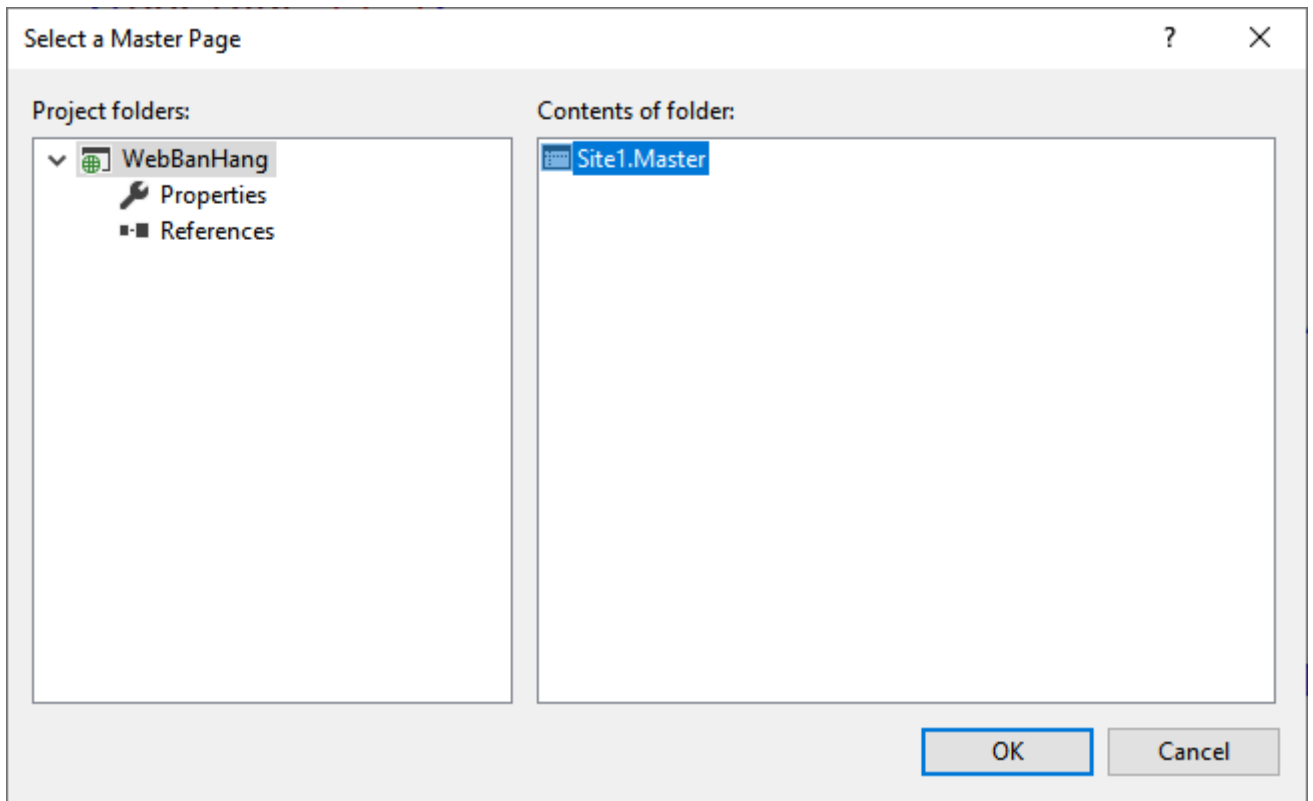 Select a Master Page
Project folders:
Contents of folder:
WebBanHang
Properties
References
Site1.Master
OK
Cancel